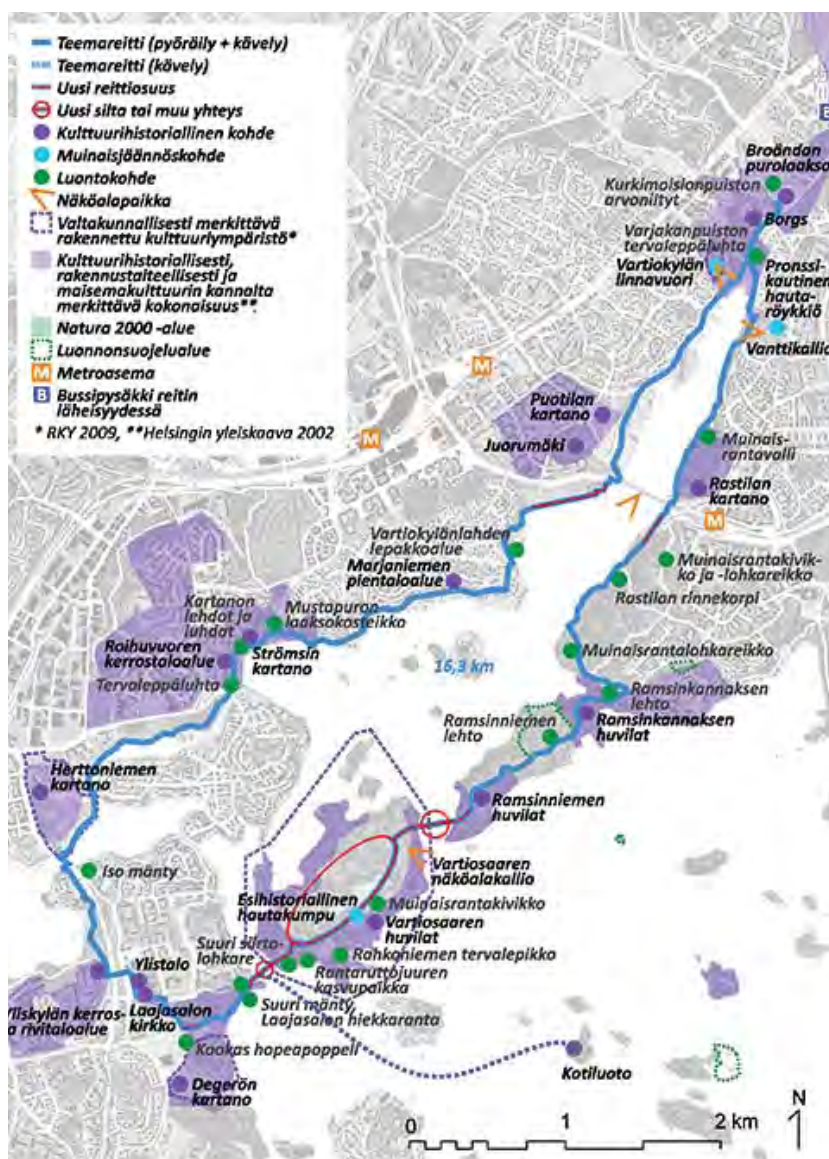 Teemareitti (pyöräily + kävely)
Teemareitti (kävely)
Uusi reittiosuus
Uusi silta tai muu yhteys
Kulttuurihistoriallinen kohde
Muinaisjäännöskohde
Luontokohde
Näköalapaikka
Valtakunnallisesti merkittävä
rakennettu kulttuuriympäristö*
Kulttuurihistoriallisesti,
rakennustaiteellisesti ja
maisemakulttuurin kannalta
merkittävä kokonaisuus**
Natura 2000 -alue
Luonnonsuojelualue
M Metroasema
B Bussipysäkki reitin
läheisyydessä
* RKY 2009, **Helsingin yleiskaava 2002
B
Broändan
purolaakso
Kurkimoisionpuiston
arvoniityt
Borgs
Varjakanpuiston
tervaleppäluhta
Vartiokylän
linnavuori
Pronssi-
kautinen
hauta-
röykkiö
Vanttikallio
M
Puotilan
kartano
Juorumäki
M
Muinais-
rantavalli
Rastilan
kartano
M
Vartiokylänlahden
lepakkoalue
Marjaniemen
pientaloalue
Muinaisrantakivik-
ko ja -lohkareikko
Rastilan rinnekorpi
Kartanon
lehdot ja
luhdat
Mustapuron
laaksokosteikko
Roihuvuoren
kerrostaloalue
Strömsin
kartano
Tervaleppäluhta
Muinaisrantalohkareikko
16,3 km
Ramsinkannaksen
lehto
Ramsinniemen
lehto
Ramsinkannaksen
huvilat
Herttoniemen
kartano
Ramsinniemen
huvilat
Iso mänty
Vartiosaaren
näköalakallio
Esihistoriallinen
hautakumpu
Muinaisrantakivikko
Vartiosaaren
huvilat
Suuri siirto-
lohkare
Rahkoniemen tervalepikko
Rantaruttojuuren
kasvupaikka
Ylistalo
Yliskylän kerros-
ja rivitaloalue
Laajasalon
kirkko
Suuri mänty
Laajasalon hiekkaranta
Kookas hopeapoppeli
Kotiluoto
Degerön
kartano
N
0 1 2 km